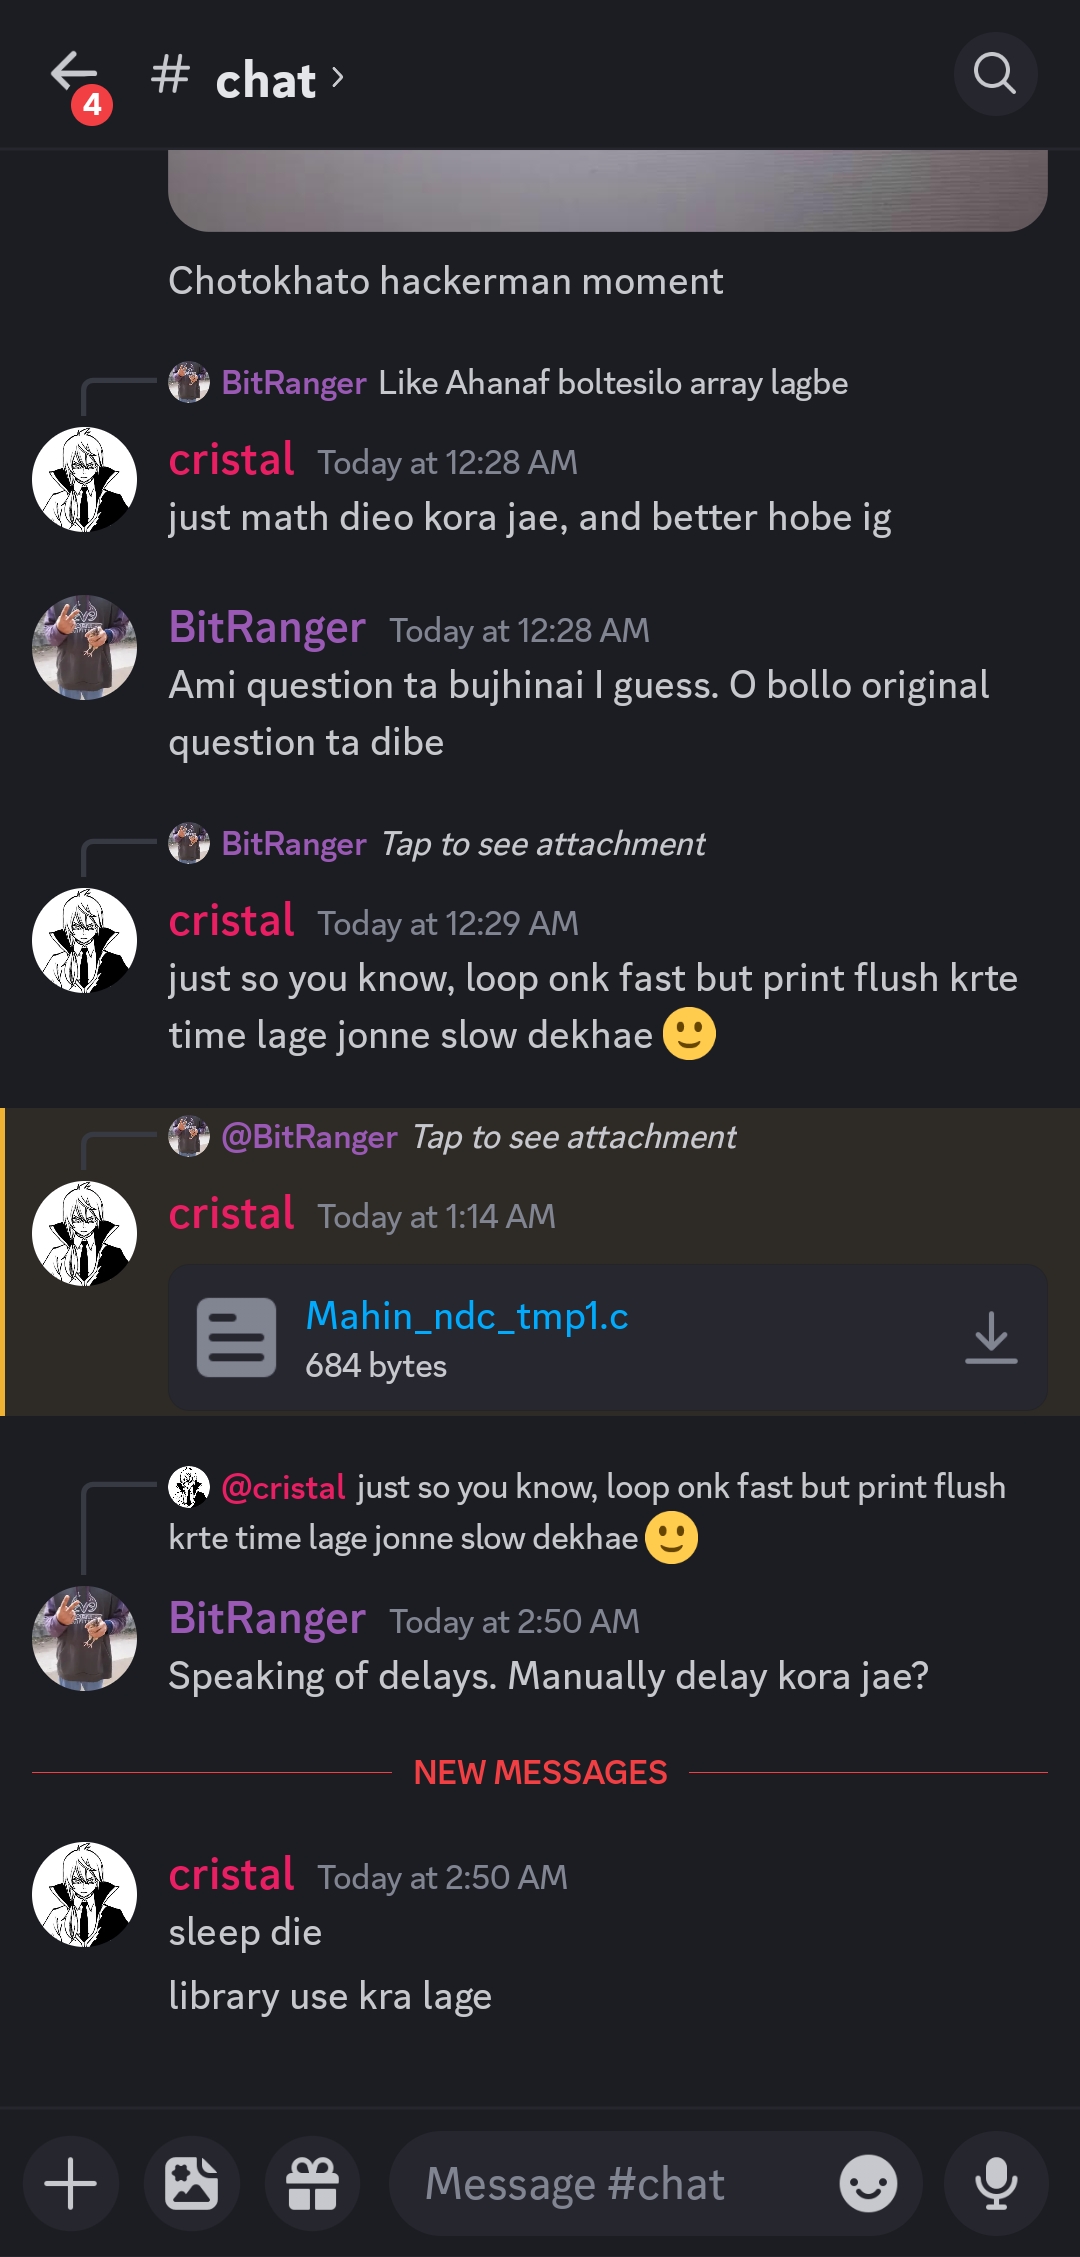 4
# chat
Chotokhato hackerman moment
BitRanger Like Ahanaf boltesilo array lagbe
cristal Today at 12:28 AM
just math dieo kora jae, and better hobe ig
BitRanger Today at 12:28 AM
Ami question ta bujhinai I guess. O bollo original
question ta dibe
BitRanger Tap to see attachment
cristal Today at 12:29 AM
just so you know, loop onk fast but print flush krte
time lage jonne slow dekhae
@BitRanger Tap to see attachment
cristal Today at 1:14 AM
Mahin_ndc_tmp1.c
684 bytes
@cristal just so you know, loop onk fast but print flush
krte time lage jonne slow dekhae
BitRanger Today at 2:50 AM
Speaking of delays. Manually delay kora jae?
NEW MESSAGES
cristal Today at 2:50 AM
sleep die
library use kra lage
Message #chat